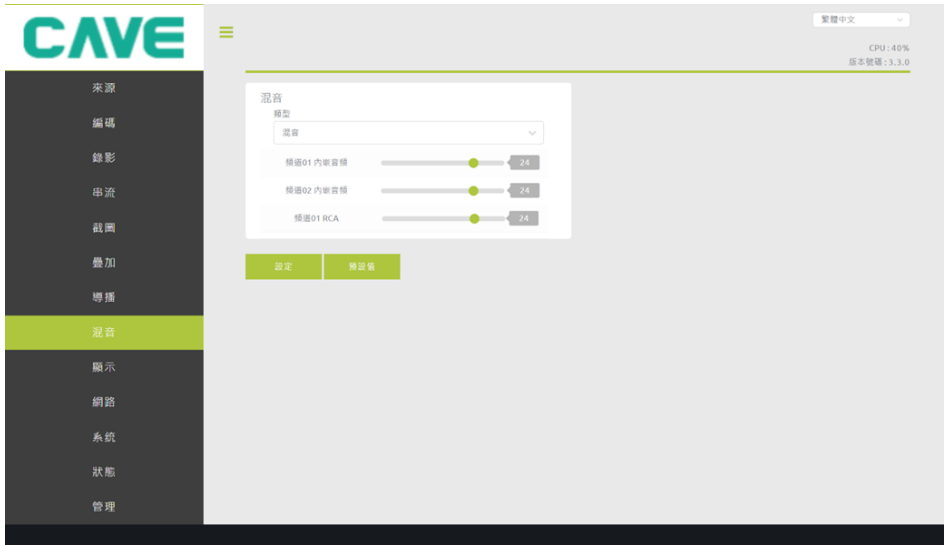 CAVE
繁體中文
CPU:40%
版本號碼:3.3.0
來源
編碼
錄影
串流
截圖
疊加
導播
混音
顯示
網路
系統
狀態
管理
混音
類型
混音
頻道01 內嵌音頻
24
頻道02 內嵌音頻
24
頻道01 RCA
24
設定
預設值